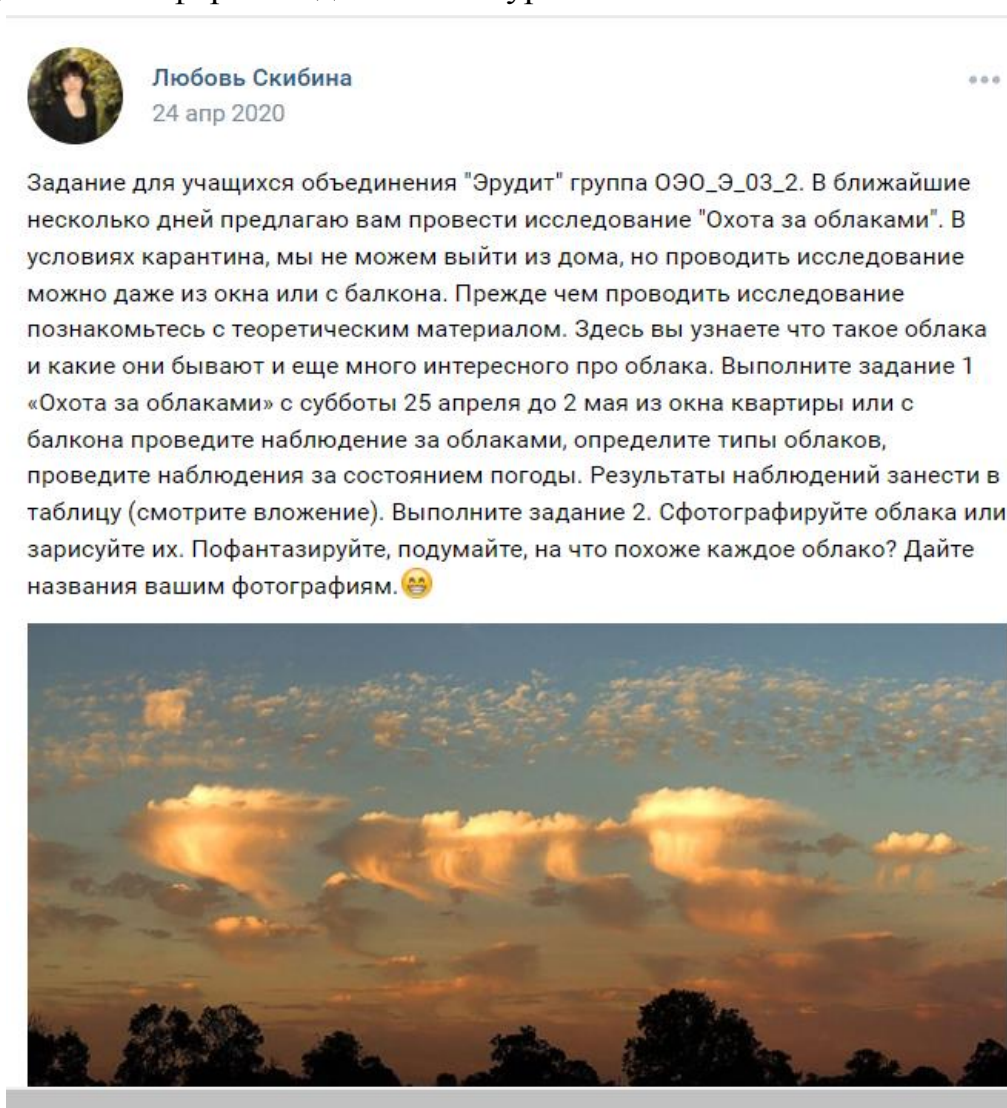 Любовь Скибина
24 апр 2020
Задание для учащихся объединения "Эрудит" группа ОЭО_Э_03_2. В ближайшие
несколько дней предлагаю вам провести исследование "Охота за облаками". В
условиях карантина, мы не можем выйти из дома, но проводить исследование
можно даже из окна или с балкона. Прежде чем проводить исследование
познакомьтесь с теоретическим материалом. Здесь вы узнаете что такое облака
и какие они бывают и еще много интересного про облака. Выполните задание 1
«Охота за облаками» с субботы 25 апреля до 2 мая из окна квартиры или с
балкона проведите наблюдение за облаками, определите типы облаков,
проведите наблюдения за состоянием погоды. Результаты наблюдений занести в
таблицу (смотрите вложение). Выполните задание 2. Сфотографируйте облака или
зарисуйте их. Пофантазируйте, подумайте, на что похоже каждое облако? Дайте
названия вашим фотографиям.😁